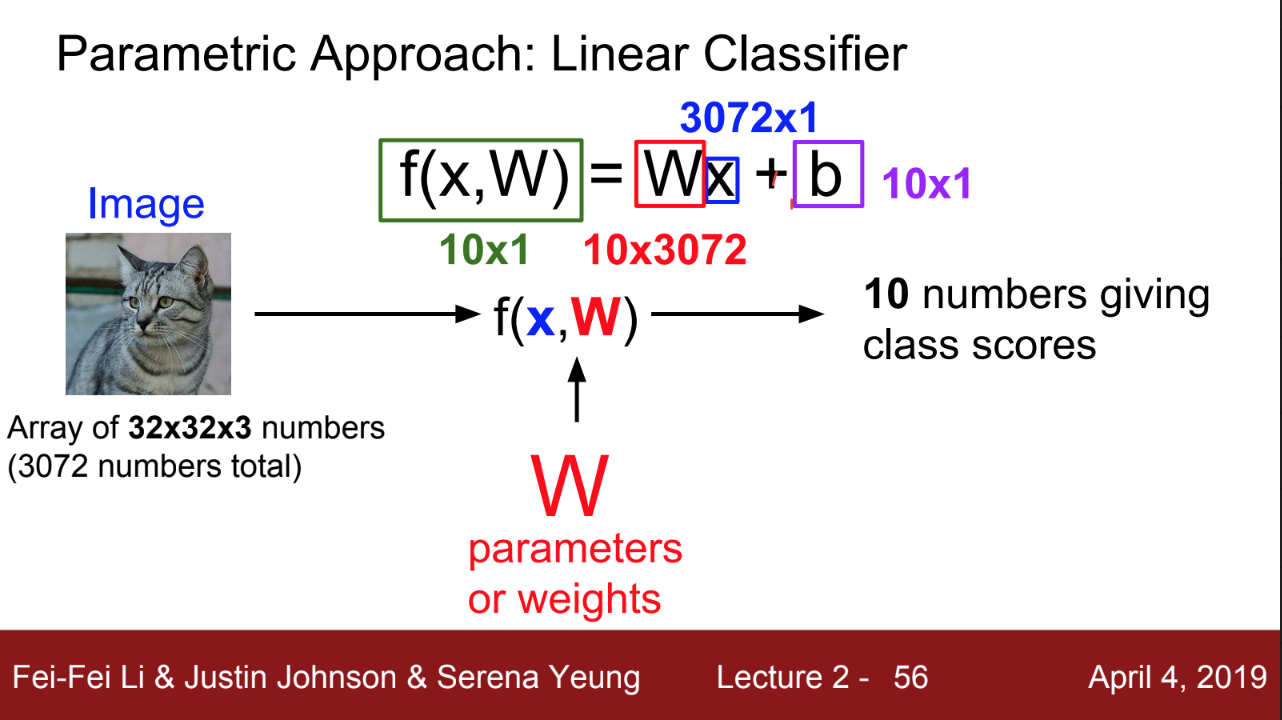 Parametric Approach: Linear Classifier
3072x1
f(x,W) = Wx + b 10x1
10x1 10x3072
Image
f(x,W)
10 numbers giving
class scores
Array of 32x32x3 numbers
(3072 numbers total)
W
parameters
or weights
Fei-Fei Li & Justin Johnson & Serena Yeung Lecture 2 - 56 April 4, 2019